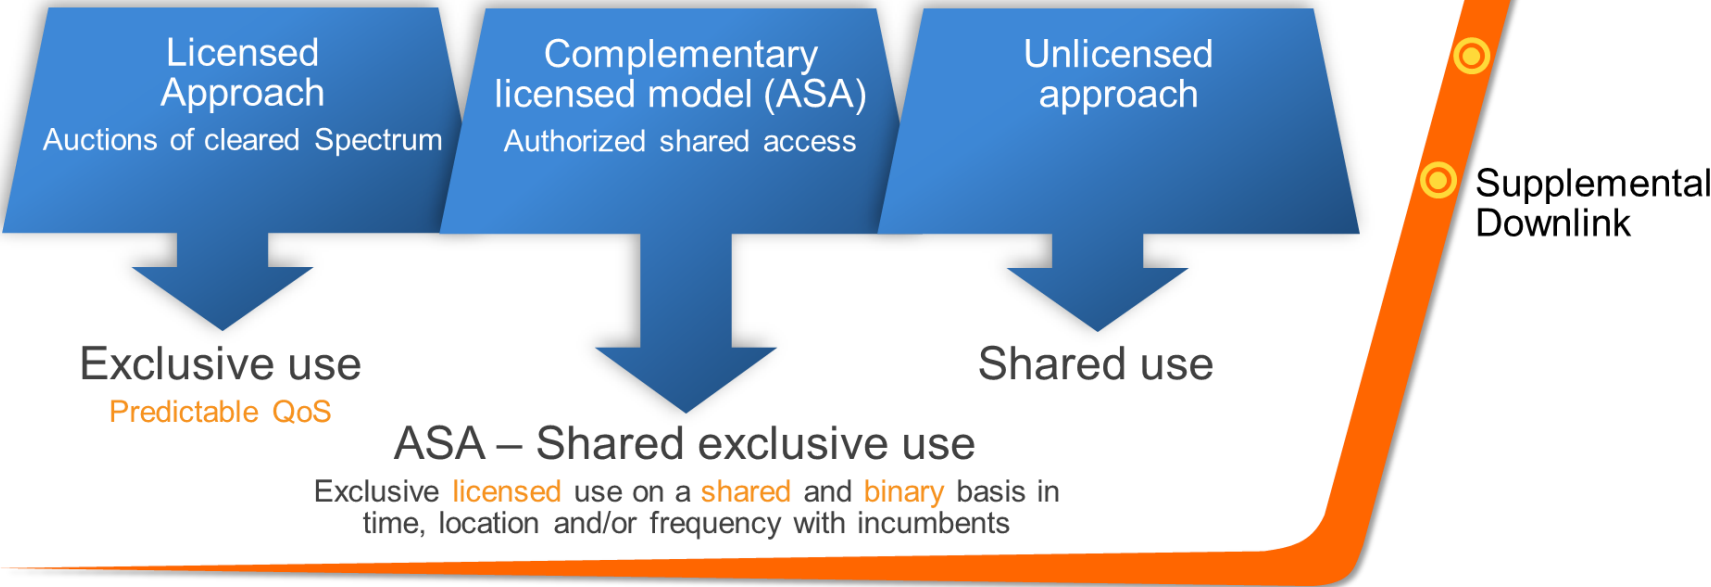 Licensed
Approach
Auctions of cleared Spectrum
Complementary
licensed model (ASA)
Authorized shared access
Unlicensed
approach
Supplemental
Downlink
Exclusive use
Predictable QoS
Shared use
ASA – Shared exclusive use
Exclusive licensed use on a shared and binary basis in
time, location and/or frequency with incumbents